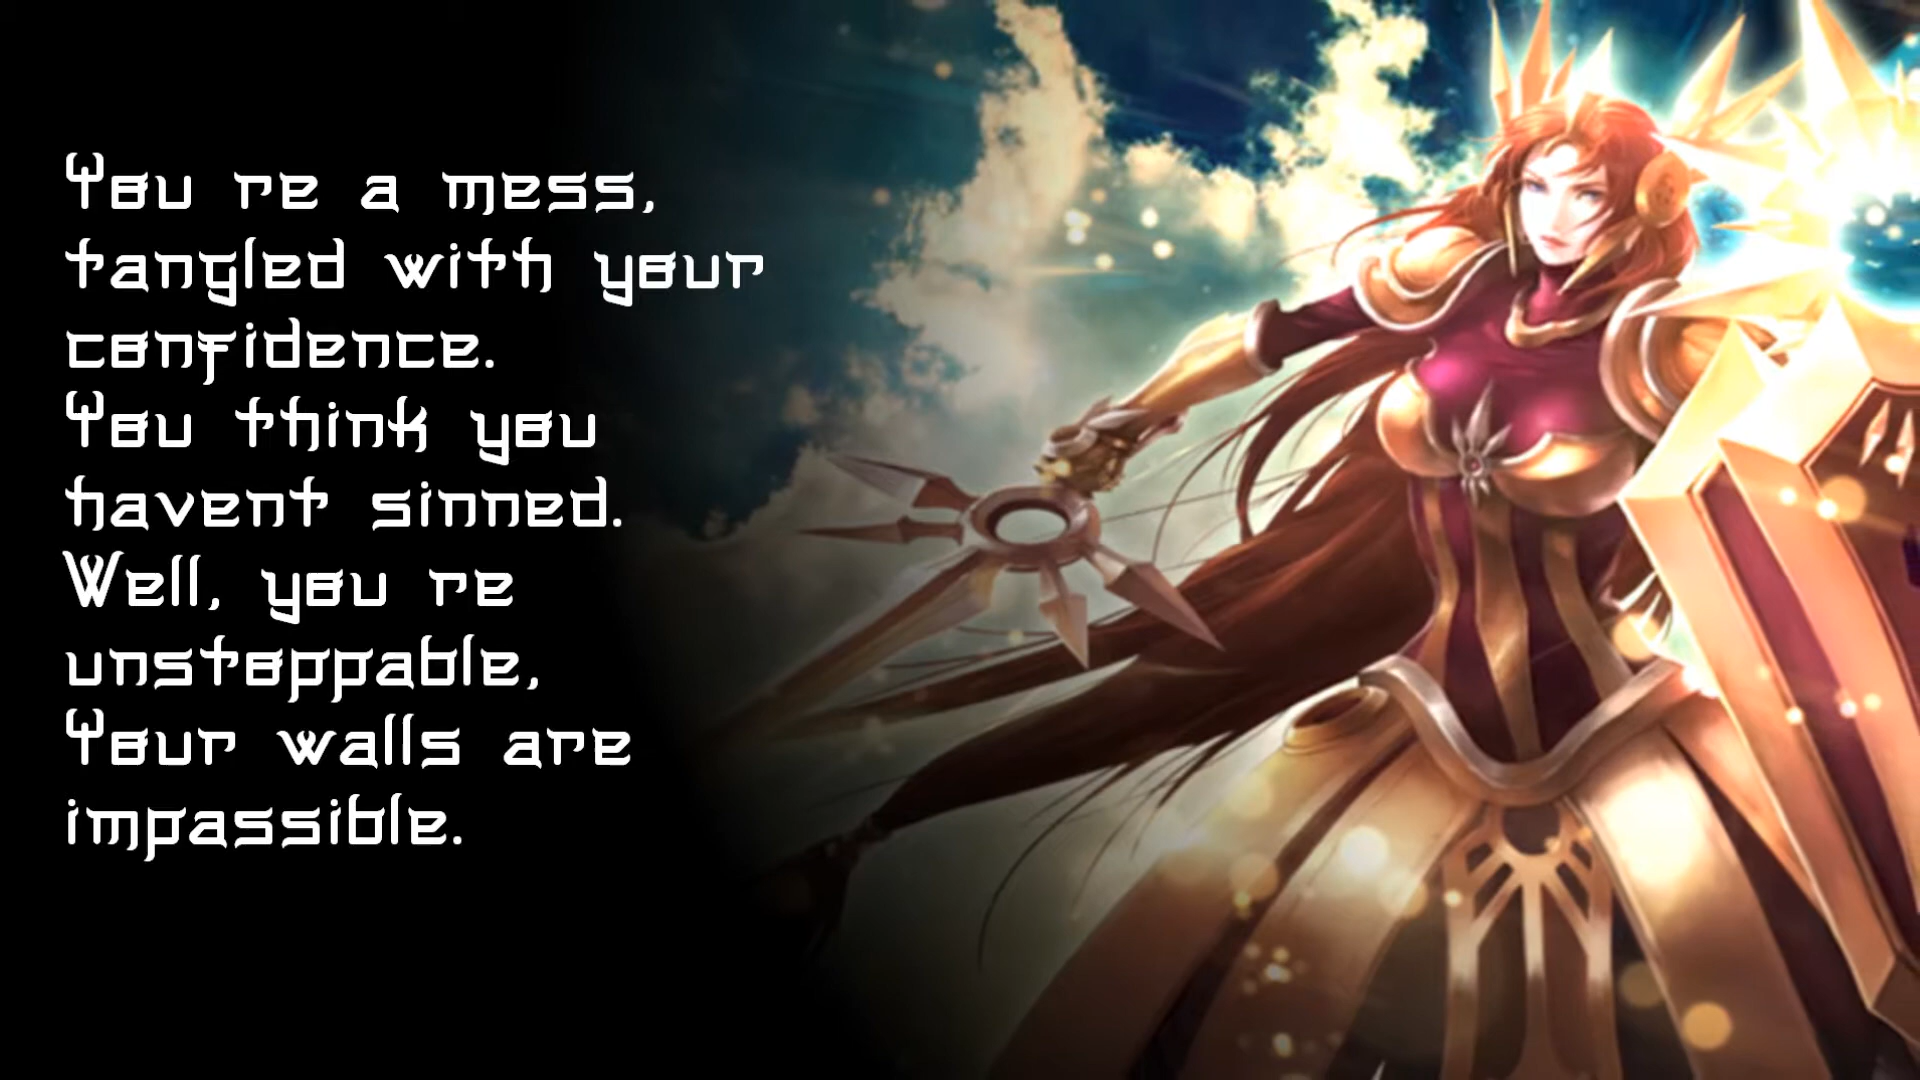 You re a mess,
tangled with your
confidence.
You think you
havent sinned.
Well, you re
unstoppable,
Your walls are
impassible.